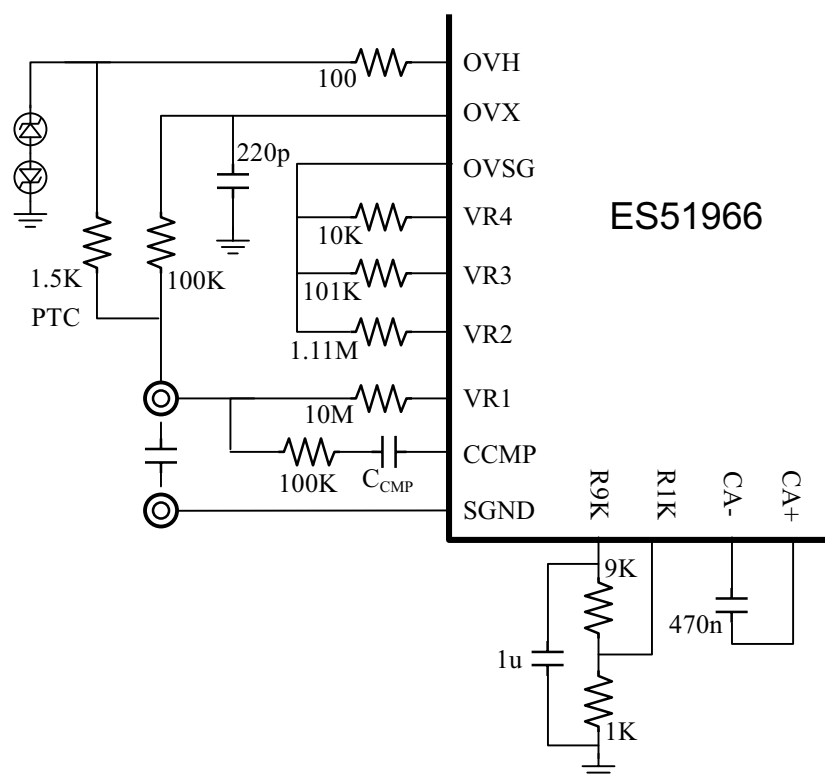 OVH
100
OVX
220p
OVSG
VR4
10K
ES51966
1.5K
PTC
100K
VR3
101K
VR2
1.11M
VR1
10M
CCMP
100K
CCMP
SGND
R9K
R1K
CA-
CA+
9K
470n
1u
1K